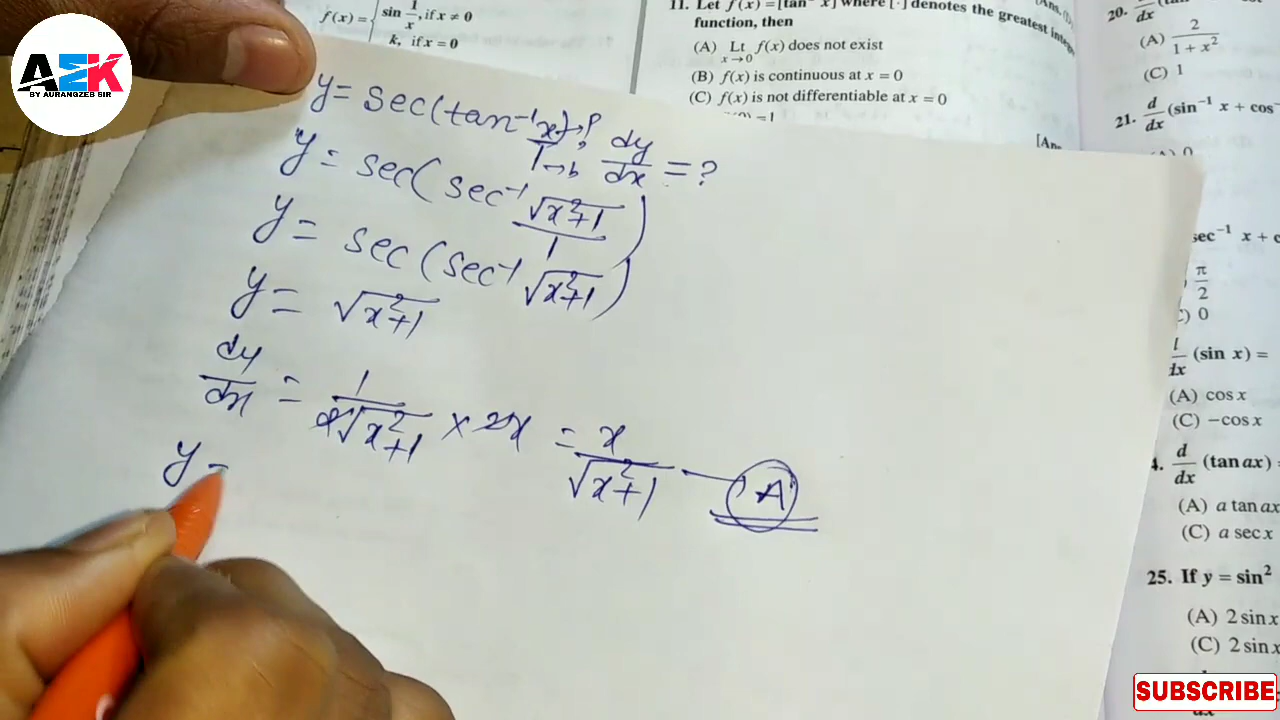 AEK
BY AURANGZEB SIR
f(x) = { sin 1/x, if x ≠ 0
k, if x = 0
(A) Lt x→0 f(x) does not exist
function, then
11. Let f(x) = [tan x] where [·] denotes the greatest
(B) f(x) is continuous at x = 0
(C) f(x) is not differentiable at x = 0
20. d/dx
(A) 2/(1 + x²)
(C) 1
21. d/dx (sin⁻¹ x + cos
y = sec(tan⁻¹ x/1) → P → b dy/dx = ?
y = sec(sec⁻¹ √x²+1/1)
y = sec(sec⁻¹ √x²+1)
y = √x²+1
dy/dx = 1/2√x²+1 × 2x = x/√x²+1 — A
y =
sec⁻¹ x + c
π/2
C) 0
d/dx (sin x) =
(A) cos x
(C) −cos x
4. d/dx (tan ax)
(A) a tan ax
(C) a sec x
25. If y = sin²
(A) 2 sin x
(C) 2 sin x
SUBSCRIBE